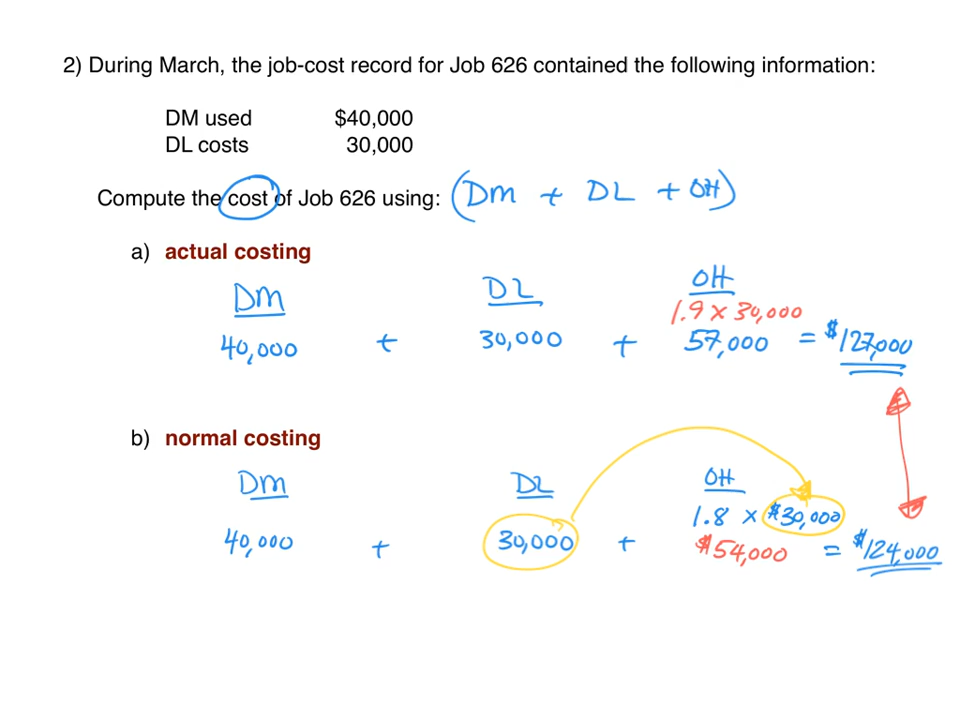 2) During March, the job-cost record for Job 626 contained the following information:
DM used $40,000
DL costs 30,000
Compute the cost of Job 626 using: (DM + DL + OH)
a) actual costing
DM DL OH
1.9 x 30,000
40,000 + 30,000 + 57,000 = $127,000
b) normal costing
DM DL OH
1.8 x $30,000
40,000 + 30,000 + $54,000 = $124,000